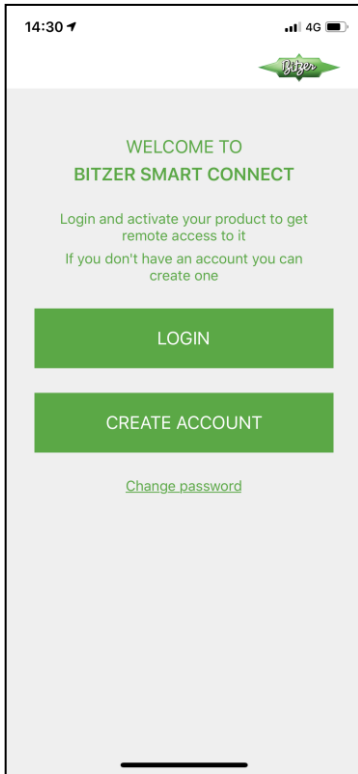 14:30
4G
Bitzer
WELCOME TO
BITZER SMART CONNECT
Login and activate your product to get
remote access to it
If you don't have an account you can
create one
LOGIN
CREATE ACCOUNT
Change password